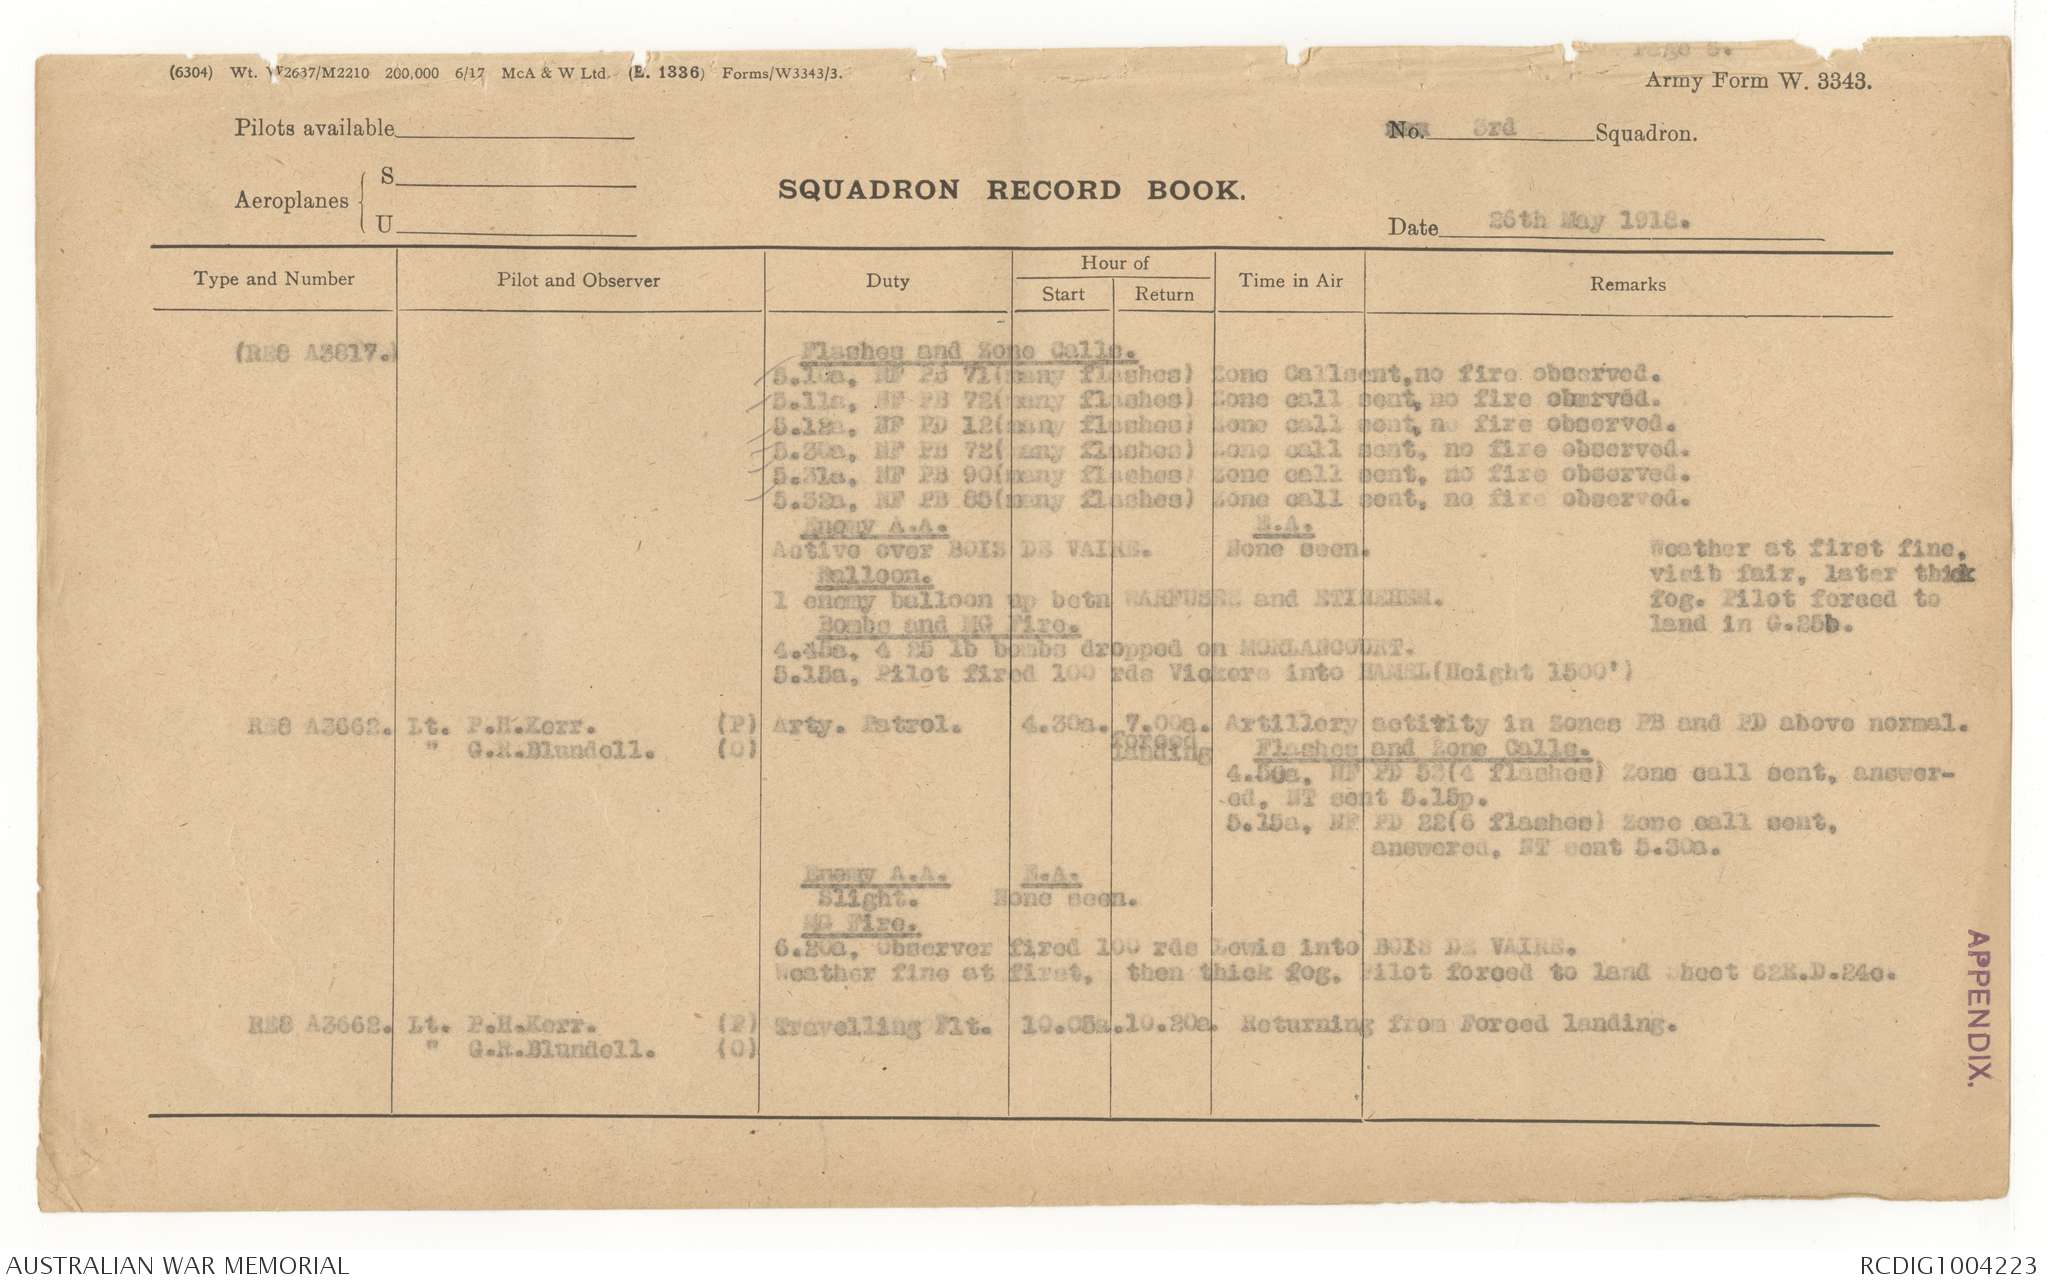 Page 6.
(6304) Wt. W2637/M2210 200,000 6/17 McA & W Ltd. (E. 1336) Forms/W3343/3.
Army Form W. 3343.
Pilots available
No. 3rd Squadron.
Aeroplanes { S
U
SQUADRON RECORD BOOK.
Date 26th May 1918.
Type and Number Pilot and Observer Duty Hour of Start Return Time in Air Remarks
(RE8 A3817.) Flashes and Zone Calls.
5.10a, NF PB 71(many flashes) Zone Callsent,no fire observed.
5.11a, NF PB 72(many flashes) Zone call sent,no fire observed.
5.12a, NF PD 12(many flashes) Zone call sent,no fire observed.
5.30a, NF PB 72(many flashes) Zone call sent, no fire observed.
5.31a, NF PB 90(many flashes) Zone call sent, no fire observed.
5.32a, NF PB 85(many flashes) Zone call sent, no fire observed.
Enemy A.A. E.A.
Active over BOIS DE VAIRE. None seen. Weather at first fine,
Balloon. visib fair, later thick
1 enemy balloon up betn WARFUSEE and ETINEHEM. fog. Pilot forced to
Bombs and MG Fire. land in G.25b.
4.45a, 4 25 lb bombs dropped on MORLANCOURT.
5.15a, Pilot fired 100 rds Vickers into HAMEL(Height 1500')
RE8 A3662. Lt. P.H.Kerr. (P) Arty. Patrol. 4.30a. 7.00a. Artillery actitity in Zones PB and PD above normal.
" G.R.Blundell. (O) forced landing Flashes and Zone Calls.
4.50a, NF PD 53(4 flashes) Zone call sent, answer-
ed, NT sent 5.15p.
5.15a, NF PD 22(6 flashes) Zone call sent,
answered, NT sent 5.30a.
Enemy A.A. E.A.
Slight. None seen.
MG Fire.
6.20a, Observer fired 100 rds Lewis into BOIS DE VAIRE.
Weather fine at first, then thick fog. Pilot forced to land Sheet 62E.D.24c.
RE8 A3662. Lt. P.H.Kerr. (P) Travelling Flt. 10.05a. 10.20a. Returning from Forced landing.
" G.R.Blundell. (O)
APPENDIX.
AUSTRALIAN WAR MEMORIAL
RCDIG1004223